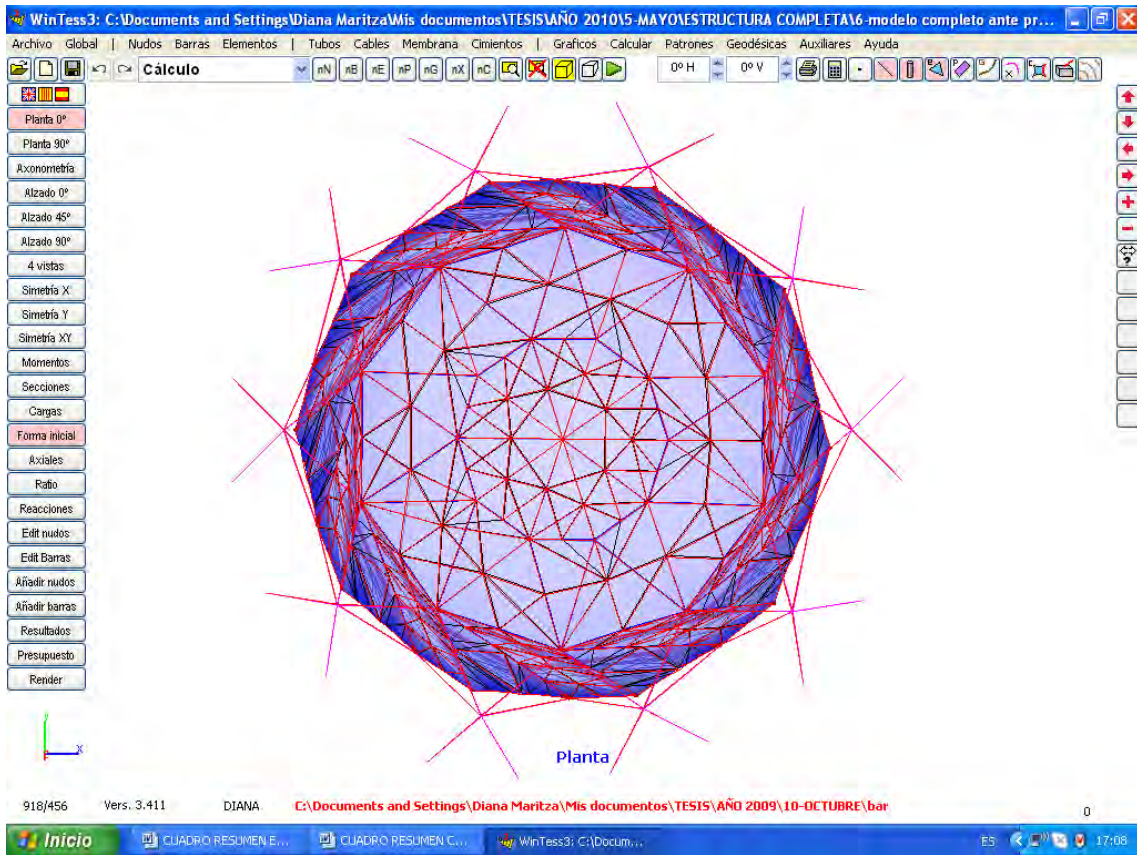 WinTess3: C:\Documents and Settings\Diana Maritza\Mis documentos\TESIS\AÑO 2010\5-MAYO\ESTRUCTURA COMPLETA\6-modelo completo ante pr...
Archivo Global | Nudos Barras Elementos | Tubos Cables Membrana Cimientos | Graficos Calcular Patrones Geodésicas Auxiliares Ayuda
Cálculo nN nB nE nP nG nX nC 0º H 0º V
Planta 0º
Planta 90º
Axonometría
Alzado 0º
Alzado 45º
Alzado 90º
4 vistas
Simetría X
Simetría Y
Simetría XY
Momentos
Secciones
Cargas
Forma inicial
Axiales
Ratio
Reacciones
Edit nudos
Edit Barras
Añadir nudos
Añadir barras
Resultados
Presupuesto
Render
?
y
x
Planta
918/456 Vers. 3.411 DIANA C:\Documents and Settings\Diana Maritza\Mis documentos\TESIS\AÑO 2009\10-OCTUBRE\bar 0
Inicio CUADRO RESUMEN E... CUADRO RESUMEN C... WinTess3: C:\Docum... ES 17:08